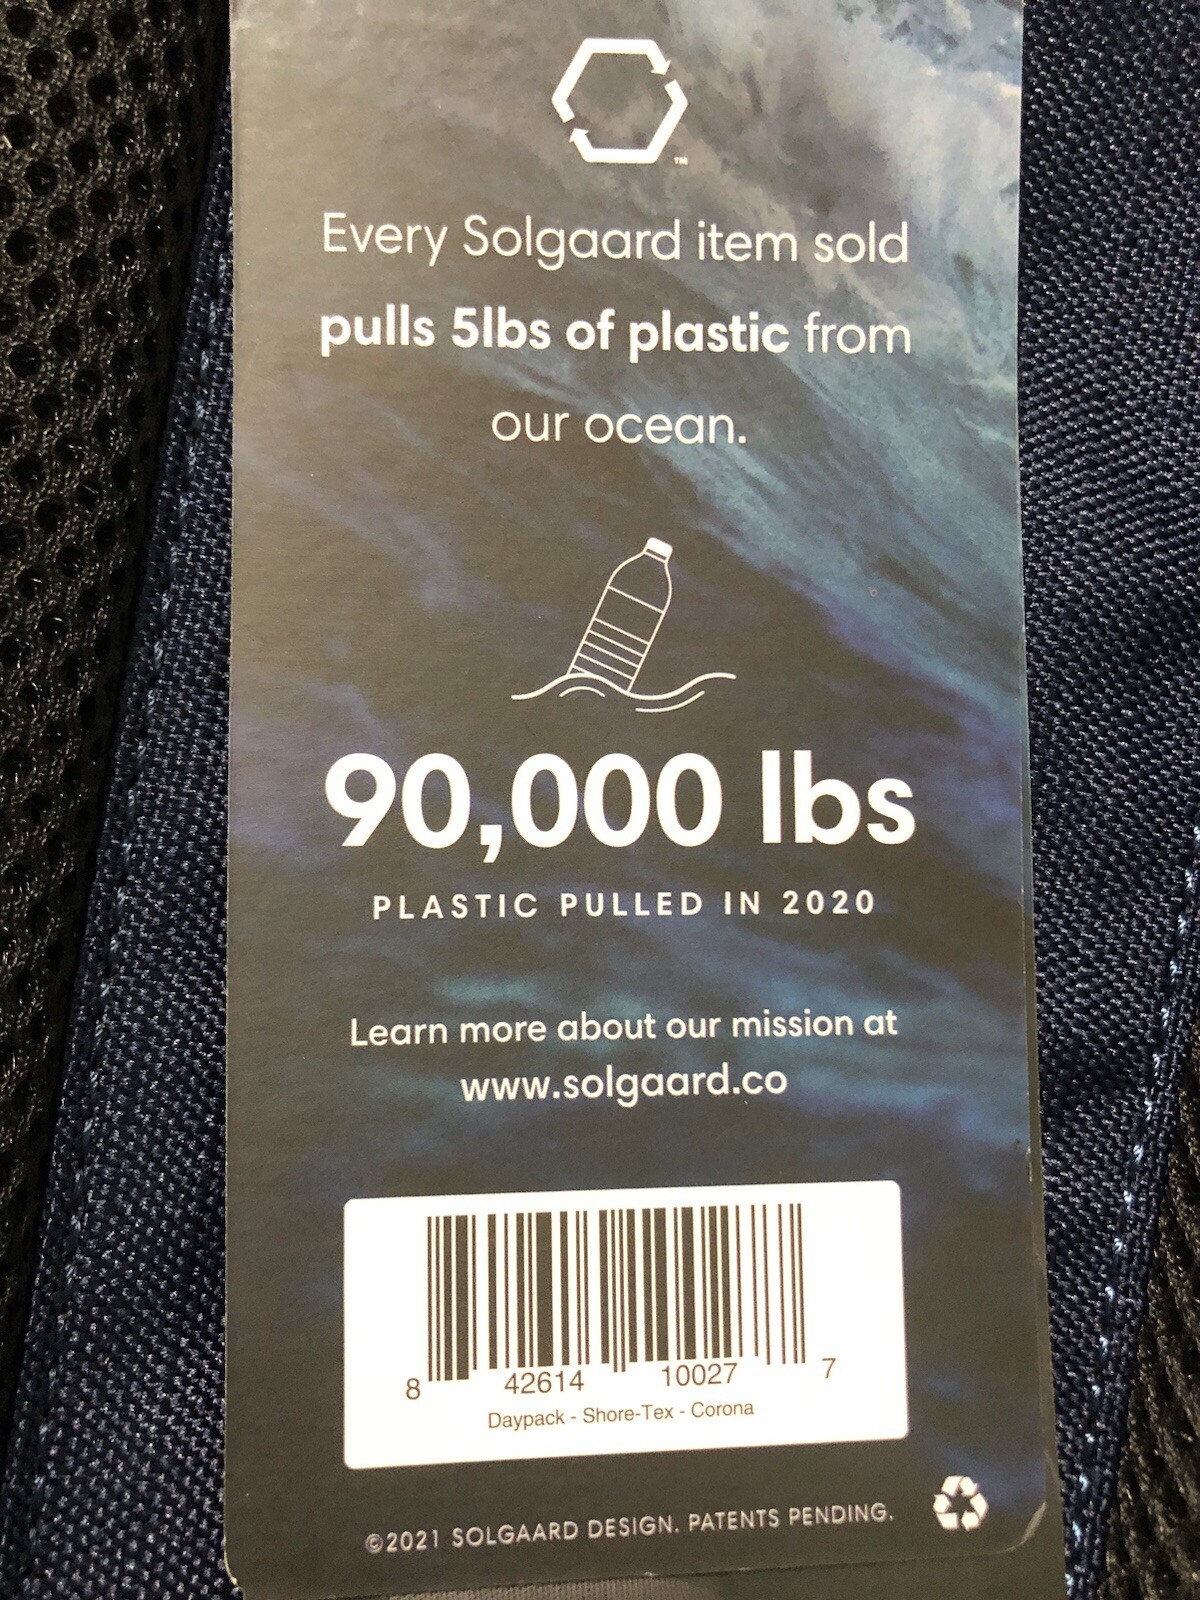 ™
Every Solgaard item sold
pulls 5lbs of plastic from
our ocean.
90,000 lbs
PLASTIC PULLED IN 2020
Learn more about our mission at
www.solgaard.co
8 42614 10027 7
Daypack - Shore-Tex - Corona
©2021 SOLGAARD DESIGN. PATENTS PENDING.